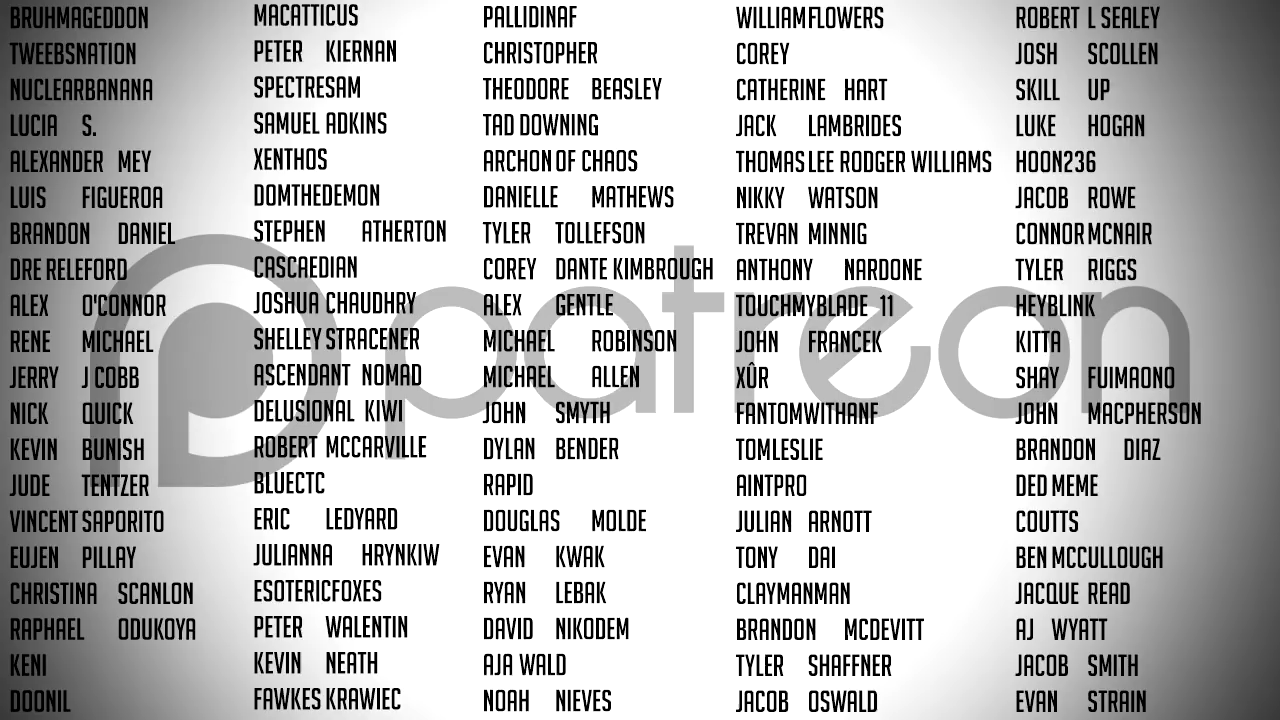 BRUHMAGEDDON
TWEEBSNATION
NUCLEARBANANA
LUCIA S.
ALEXANDER MEY
LUIS FIGUEROA
BRANDON DANIEL
DRE RELEFORD
ALEX O'CONNOR
RENE MICHAEL
JERRY J COBB
NICK QUICK
KEVIN BUNISH
JUDE TENTZER
VINCENT SAPORITO
EUJEN PILLAY
CHRISTINA SCANLON
RAPHAEL ODUKOYA
KENI
DOONIL
MACATTICUS
PETER KIERNAN
SPECTRESAM
SAMUEL ADKINS
XENTHOS
DOMTHEDEMON
STEPHEN ATHERTON
CASCAEDIAN
JOSHUA CHAUDHRY
SHELLEY STRACENER
ASCENDANT NOMAD
DELUSIONAL KIWI
ROBERT MCCARVILLE
BLUECTC
ERIC LEDYARD
JULIANNA HRYNKIW
ESOTERICFOXES
PETER WALENTIN
KEVIN NEATH
FAWKES KRAWIEC
PALLIDINAF
CHRISTOPHER
THEODORE BEASLEY
TAD DOWNING
ARCHON OF CHAOS
DANIELLE MATHEWS
TYLER TOLLEFSON
COREY DANTE KIMBROUGH
ALEX GENTLE
MICHAEL ROBINSON
MICHAEL ALLEN
JOHN SMYTH
DYLAN BENDER
RAPID
DOUGLAS MOLDE
EVAN KWAK
RYAN LEBAK
DAVID NIKODEM
AJA WALD
NOAH NIEVES
WILLIAM FLOWERS
COREY
CATHERINE HART
JACK LAMBRIDES
THOMAS LEE RODGER WILLIAMS
NIKKY WATSON
TREVAN MINNIG
ANTHONY NARDONE
TOUCHMYBLADE 11
JOHN FRANCEK
XÛR
FANTOMWITHANF
TOMLESLIE
AINTPRO
JULIAN ARNOTT
TONY DAI
CLAYMANMAN
BRANDON MCDEVITT
TYLER SHAFFNER
JACOB OSWALD
ROBERT L SEALEY
JOSH SCOLLEN
SKILL UP
LUKE HOGAN
HOON236
JACOB ROWE
CONNOR MCNAIR
TYLER RIGGS
HEYBLINK
KITTA
SHAY FUIMAONO
JOHN MACPHERSON
BRANDON DIAZ
DED MEME
COUTTS
BEN MCCULLOUGH
JACQUE READ
AJ WYATT
JACOB SMITH
EVAN STRAIN
patreon